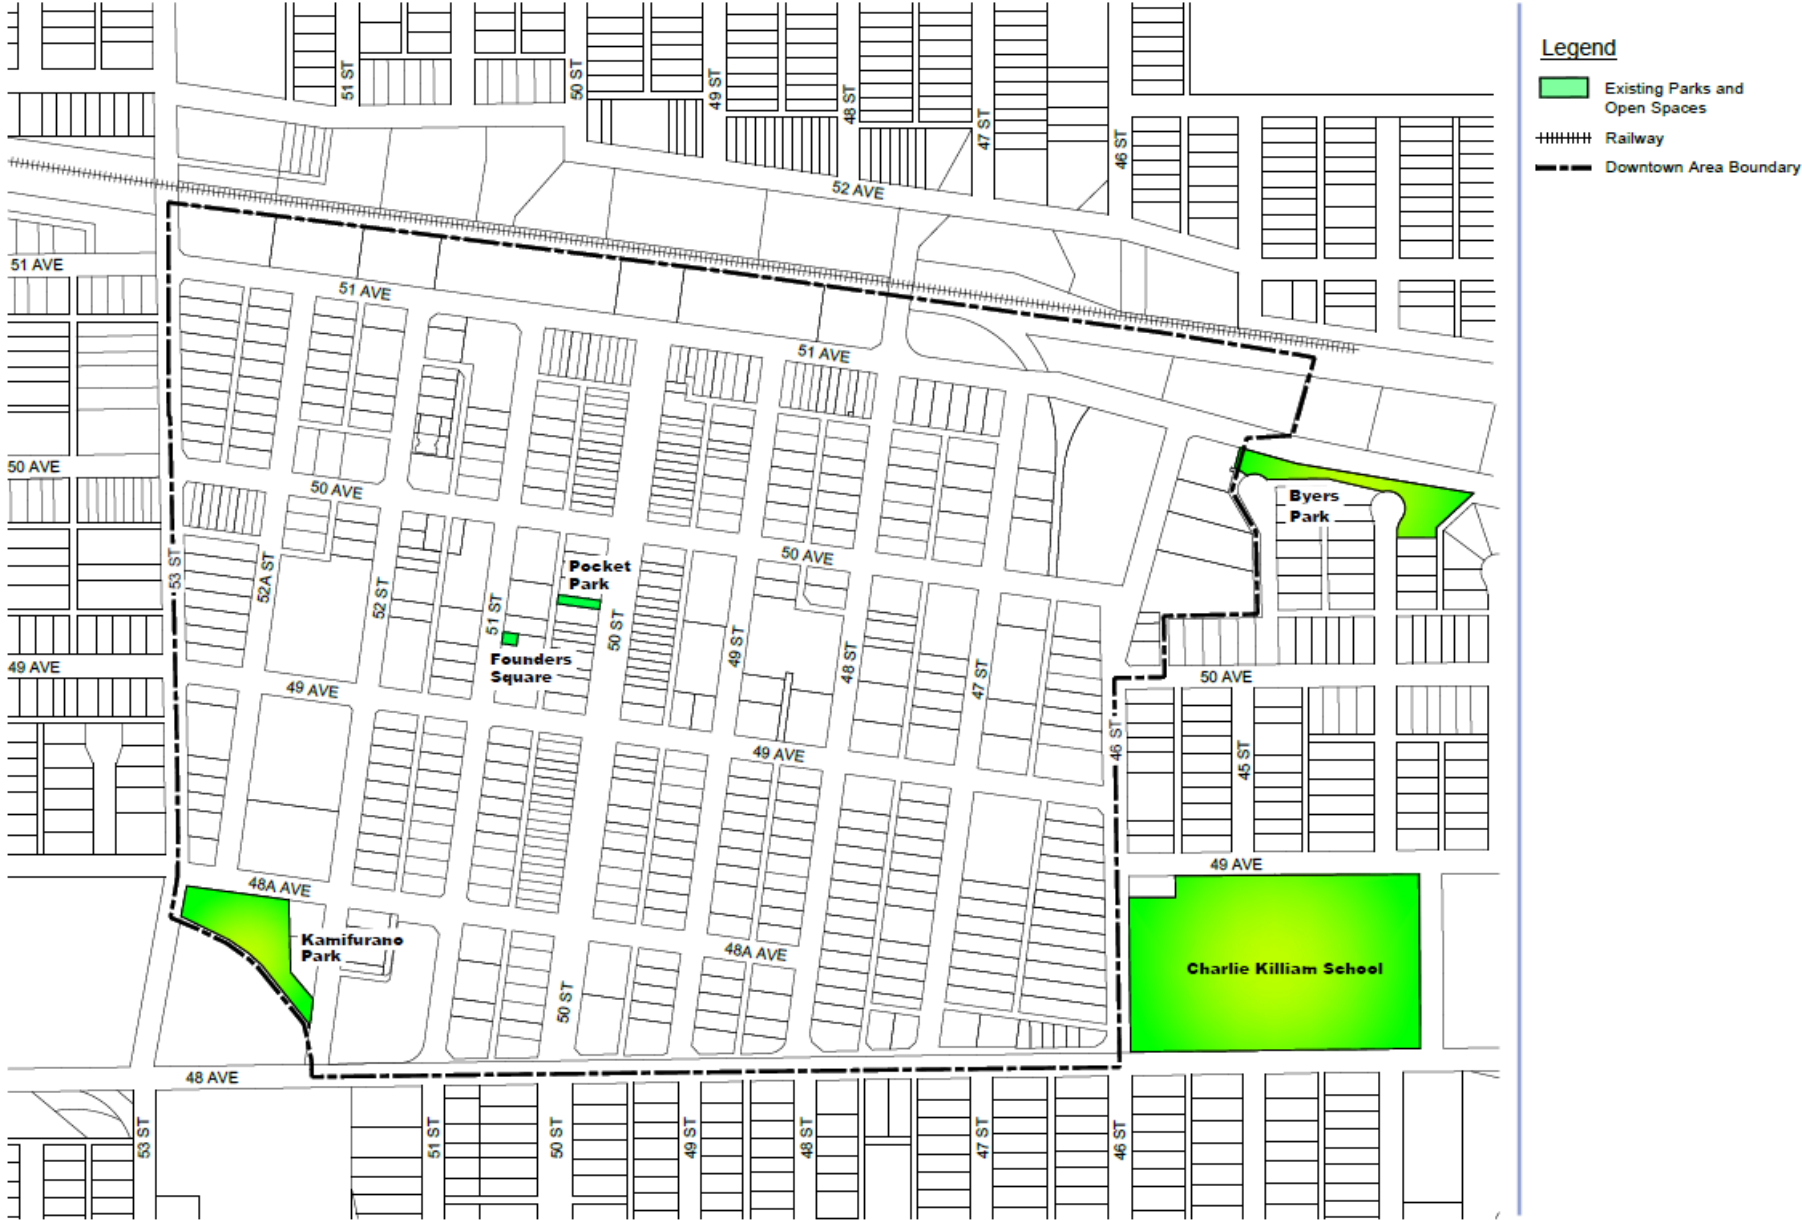 Legend
Existing Parks and
Open Spaces
Railway
Downtown Area Boundary
51 ST
50 ST
49 ST
48 ST
47 ST
46 ST
52 AVE
51 AVE
51 AVE
51 AVE
50 AVE
50 AVE
50 AVE
Byers
Park
53 ST
52A ST
52 ST
51 ST
Pocket
Park
50 ST
49 ST
48 ST
47 ST
Founders
Square
49 AVE
49 AVE
49 AVE
50 AVE
46 ST
45 ST
49 AVE
48A AVE
Kamifurano
Park
48A AVE
50 ST
Charlie Killiam School
48 AVE
53 ST
51 ST
50 ST
49 ST
48 ST
47 ST
46 ST